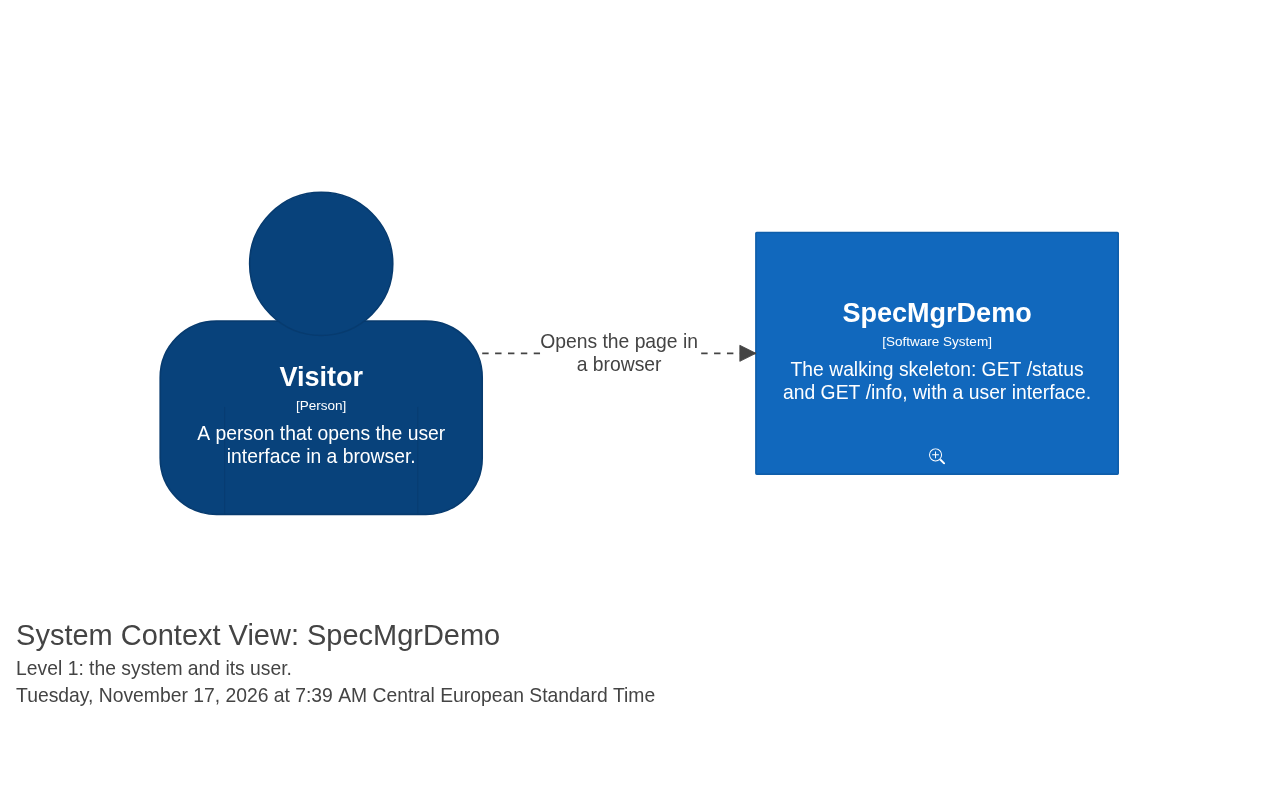 Visitor
[Person]
A person that opens the user
interface in a browser.
Opens the page in
a browser
SpecMgrDemo
[Software System]
The walking skeleton: GET /status
and GET /info, with a user interface.
System Context View: SpecMgrDemo
Level 1: the system and its user.
Tuesday, November 17, 2026 at 7:39 AM Central European Standard Time